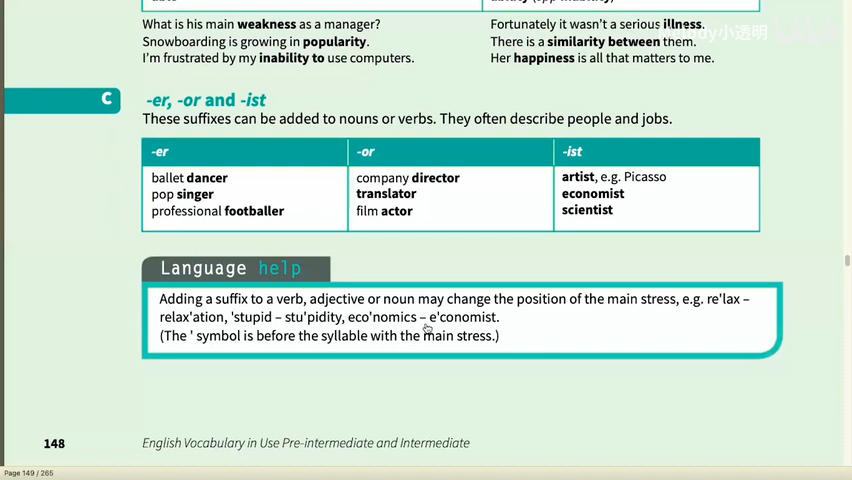 What is his main weakness as a manager?
Snowboarding is growing in popularity.
I'm frustrated by my inability to use computers.
Fortunately it wasn't a serious illness.
There is a similarity between them.
Her happiness is all that matters to me.
C
-er, -or and -ist
These suffixes can be added to nouns or verbs. They often describe people and jobs.
-er
ballet dancer
pop singer
professional footballer
-or
company director
translator
film actor
-ist
artist, e.g. Picasso
economist
scientist
Language help
Adding a suffix to a verb, adjective or noun may change the position of the main stress, e.g. re'lax –
relax'ation, 'stupid – stu'pidity, eco'nomics – e'conomist.
(The ' symbol is before the syllable with the main stress.)
148
English Vocabulary in Use Pre-intermediate and Intermediate
Page 149 / 265